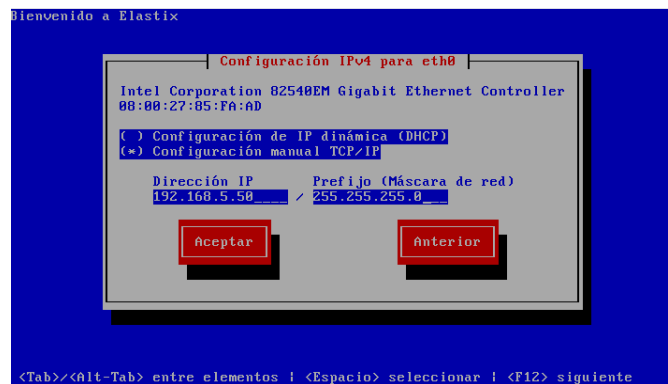 Bienvenido a Elastix
Configuración IPv4 para eth0
Intel Corporation 82540EM Gigabit Ethernet Controller
08:00:27:85:FA:AD
( ) Configuración de IP dinámica (DHCP)
(*) Configuración manual TCP/IP
Dirección IP Prefijo (Máscara de red)
192.168.5.50____ / 255.255.255.0___
Aceptar Anterior
<Tab>/<Alt-Tab> entre elementos | <Espacio> seleccionar | <F12> siguiente